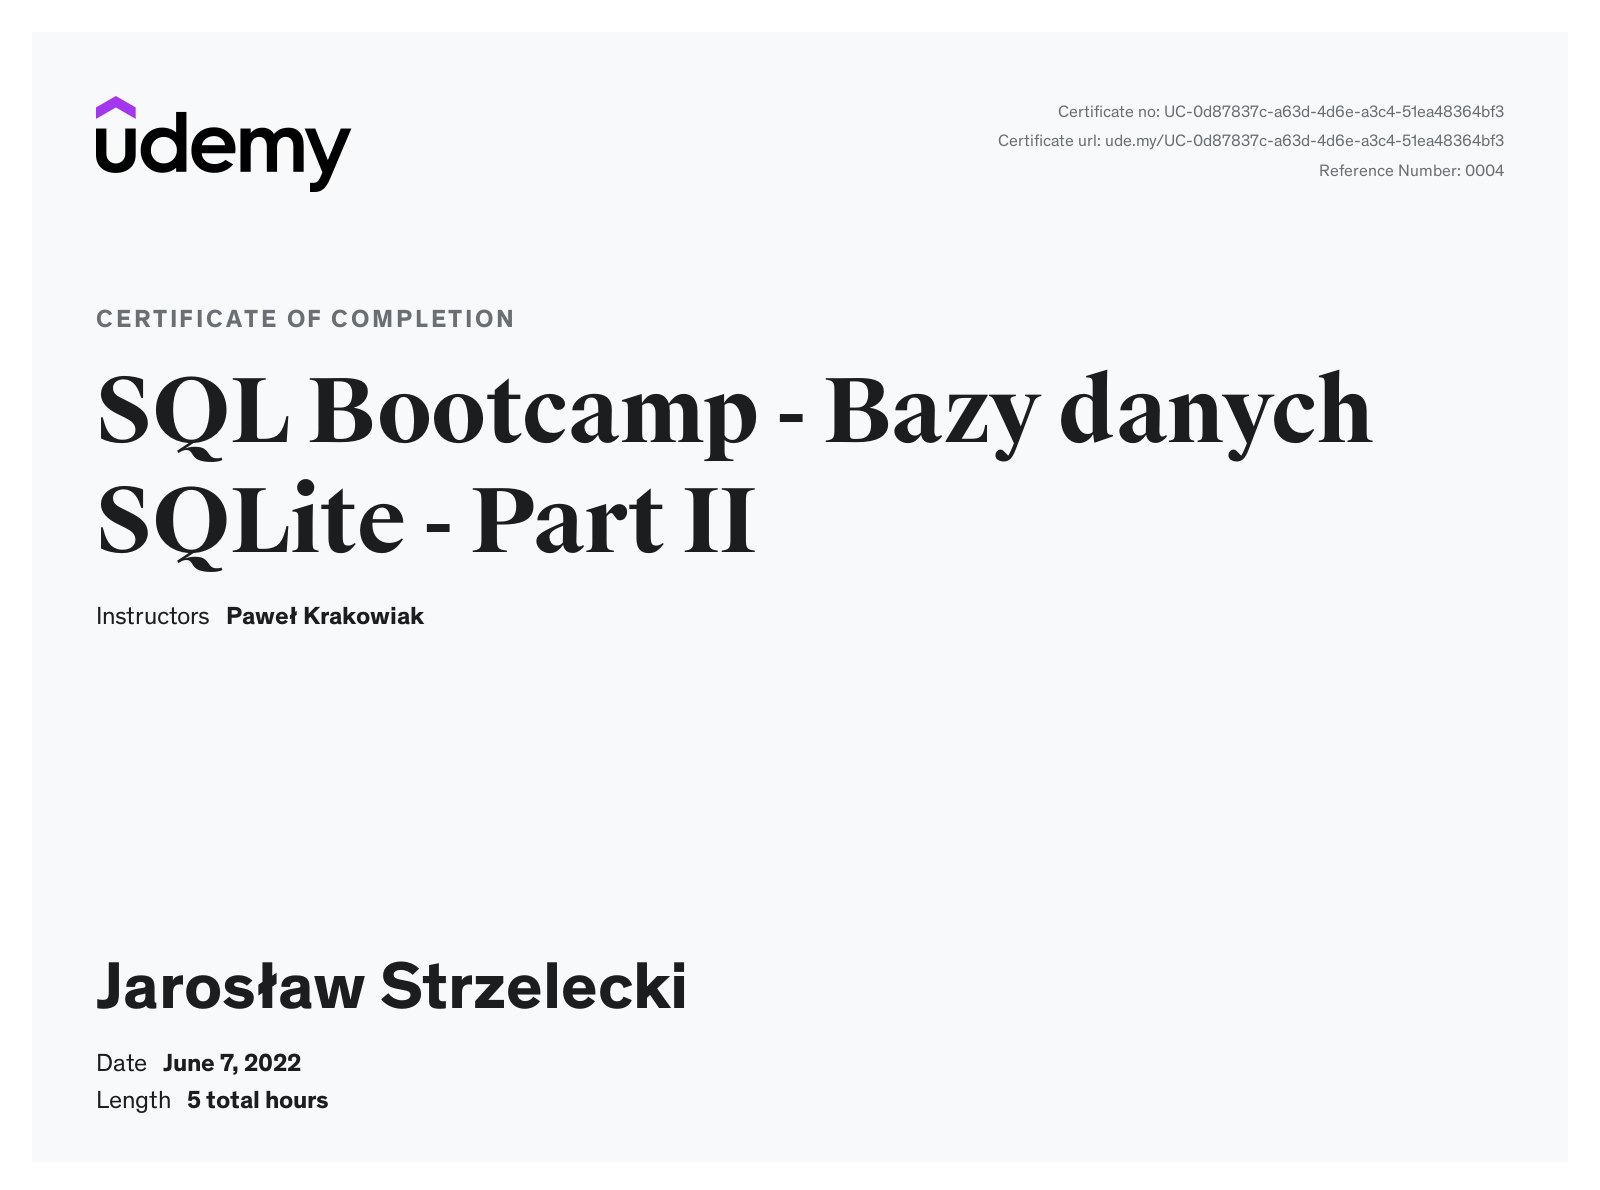 udemy
Certificate no: UC-0d87837c-a63d-4d6e-a3c4-51ea48364bf3
Certificate url: ude.my/UC-0d87837c-a63d-4d6e-a3c4-51ea48364bf3
Reference Number: 0004
CERTIFICATE OF COMPLETION
SQL Bootcamp - Bazy danych
SQLite - Part II
Instructors Paweł Krakowiak
Jarosław Strzelecki
Date June 7, 2022
Length 5 total hours